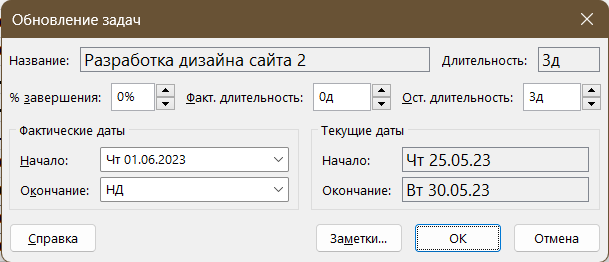 Обновление задач
Название: Разработка дизайна сайта 2 Длительность: 3д
% завершения: 0% Факт. длительность: 0д Ост. длительность: 3д
Фактические даты Текущие даты
Начало: Чт 01.06.2023 Начало: Чт 25.05.23
Окончание: НД Окончание: Вт 30.05.23
Справка Заметки... ОК Отмена